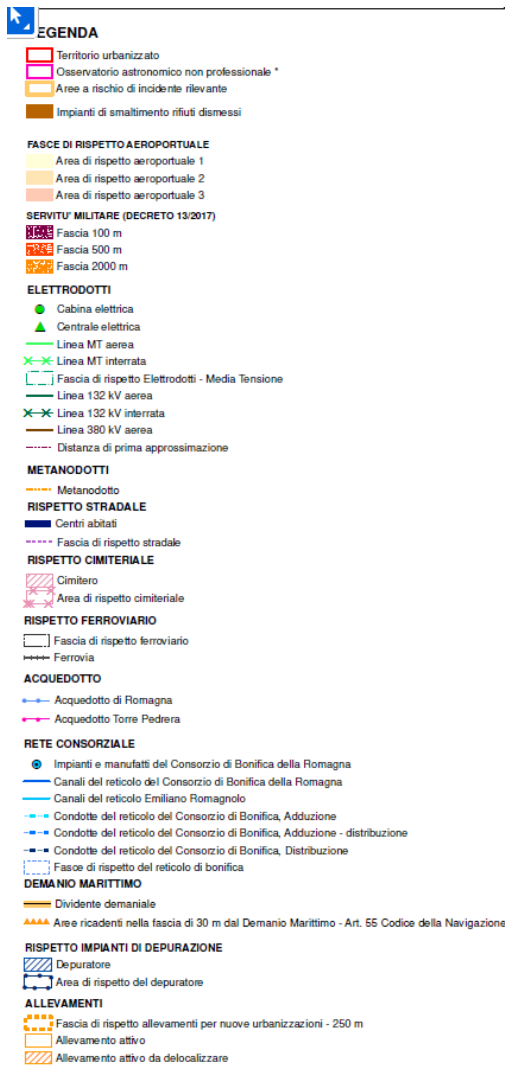 EGENDA
Territorio urbanizzato
Osservatorio astronomico non professionale *
Aree a rischio di incidente rilevante
Impianti di smaltimento rifiuti dismessi
FASCE DI RISPETTO AEROPORTUALE
Area di rispetto aeroportuale 1
Area di rispetto aeroportuale 2
Area di rispetto aeroportuale 3
SERVITU' MILITARE (DECRETO 13/2017)
Fascia 100 m
Fascia 500 m
Fascia 2000 m
ELETTRODOTTI
Cabina elettrica
Centrale elettrica
Linea MT aerea
Linea MT interrata
Fascia di rispetto Elettrodotti - Media Tensione
Linea 132 kV aerea
Linea 132 kV interrata
Linea 380 kV aerea
Distanza di prima approssimazione
METANODOTTI
Metanodotto
RISPETTO STRADALE
Centri abitati
Fascia di rispetto stradale
RISPETTO CIMITERIALE
Cimitero
Area di rispetto cimiteriale
RISPETTO FERROVIARIO
Fascia di rispetto ferroviario
Ferrovia
ACQUEDOTTO
Acquedotto di Romagna
Acquedotto Torre Pedrera
RETE CONSORZIALE
Impianti e manufatti del Consorzio di Bonifica della Romagna
Canali del reticolo del Consorzio di Bonifica della Romagna
Canali del reticolo Emiliano Romagnolo
Condotte del reticolo del Consorzio di Bonifica, Adduzione
Condotte del reticolo del Consorzio di Bonifica, Adduzione - distribuzione
Condotte del reticolo del Consorzio di Bonifica, Distribuzione
Fasce di rispetto del reticolo di bonifica
DEMANIO MARITTIMO
Dividente demaniale
Aree ricadenti nella fascia di 30 m dal Demanio Marittimo - Art. 55 Codice della Navigazione
RISPETTO IMPIANTI DI DEPURAZIONE
Depuratore
Area di rispetto del depuratore
ALLEVAMENTI
Fascia di rispetto allevamenti per nuove urbanizzazioni - 250 m
Allevamento attivo
Allevamento attivo da delocalizzare